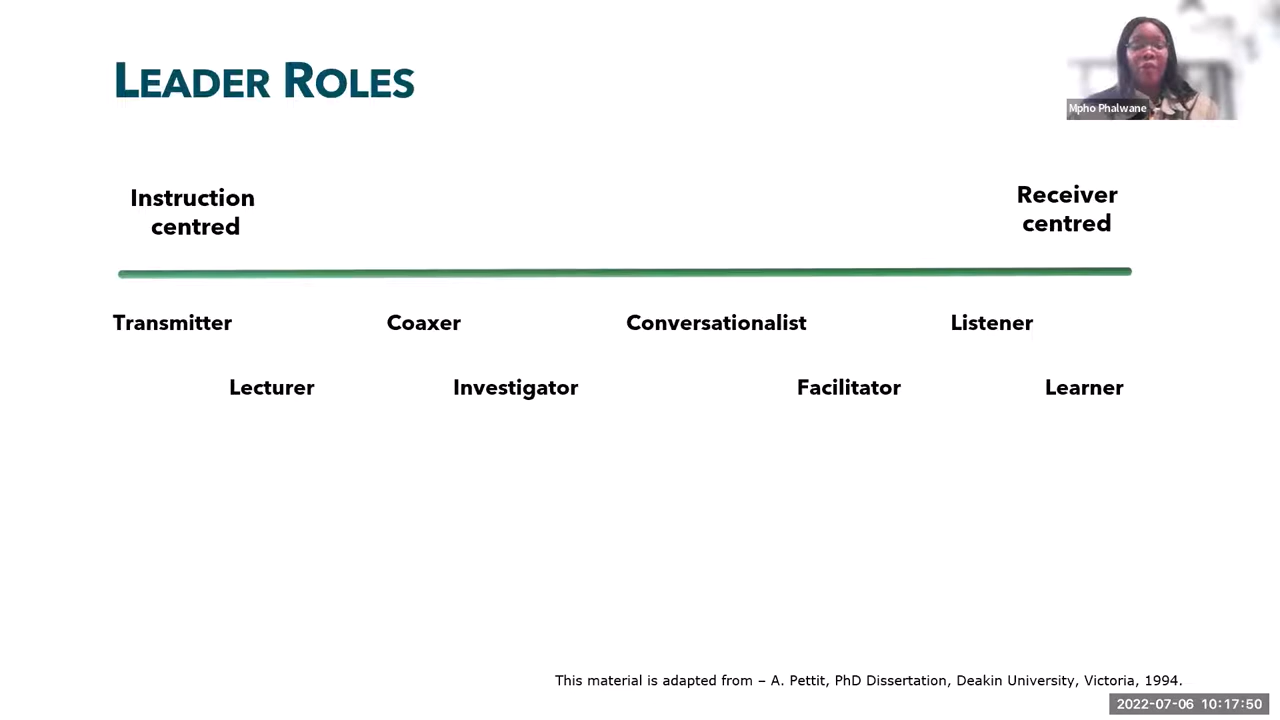 LEADER ROLES
Mpho Phalwane
Instruction
centred
Receiver
centred
Transmitter
Coaxer
Conversationalist
Listener
Lecturer
Investigator
Facilitator
Learner
This material is adapted from – A. Pettit, PhD Dissertation, Deakin University, Victoria, 1994.
2022-07-06 10:17:50